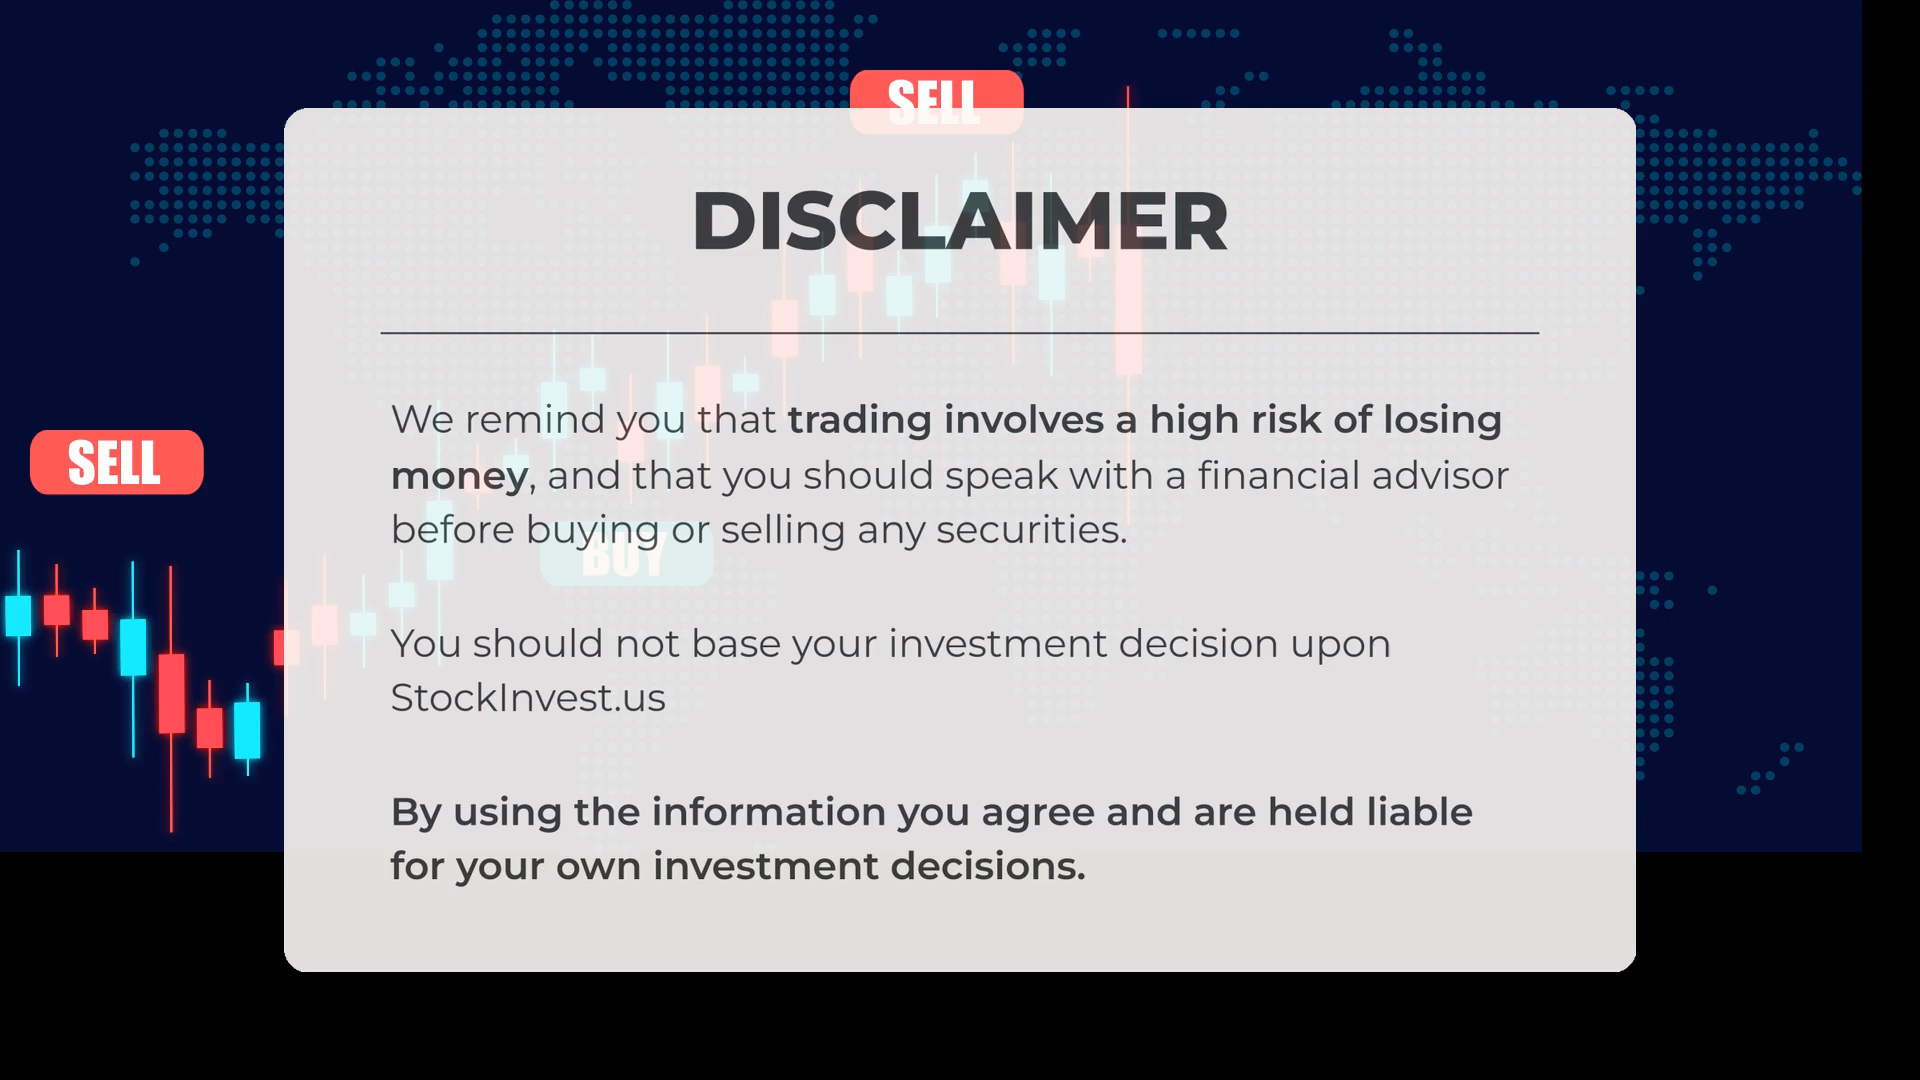 SELL
DISCLAIMER
We remind you that trading involves a high risk of losing
money, and that you should speak with a financial advisor
before buying or selling any securities.
SELL
BUY
You should not base your investment decision upon
StockInvest.us
By using the information you agree and are held liable
for your own investment decisions.